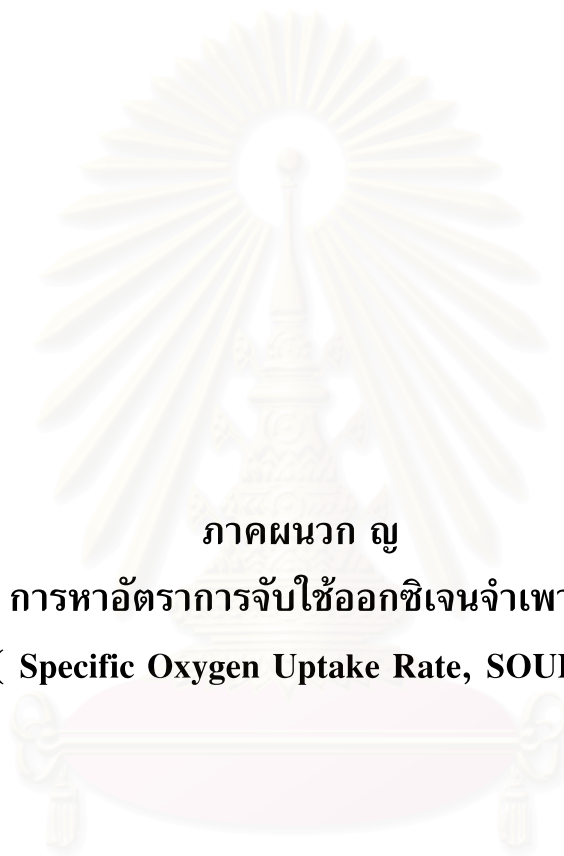 ภาคผนวก ญ
การหาอัตราการจับใช้ออกซิเจนจำเพา
( Specific Oxygen Uptake Rate, SOU